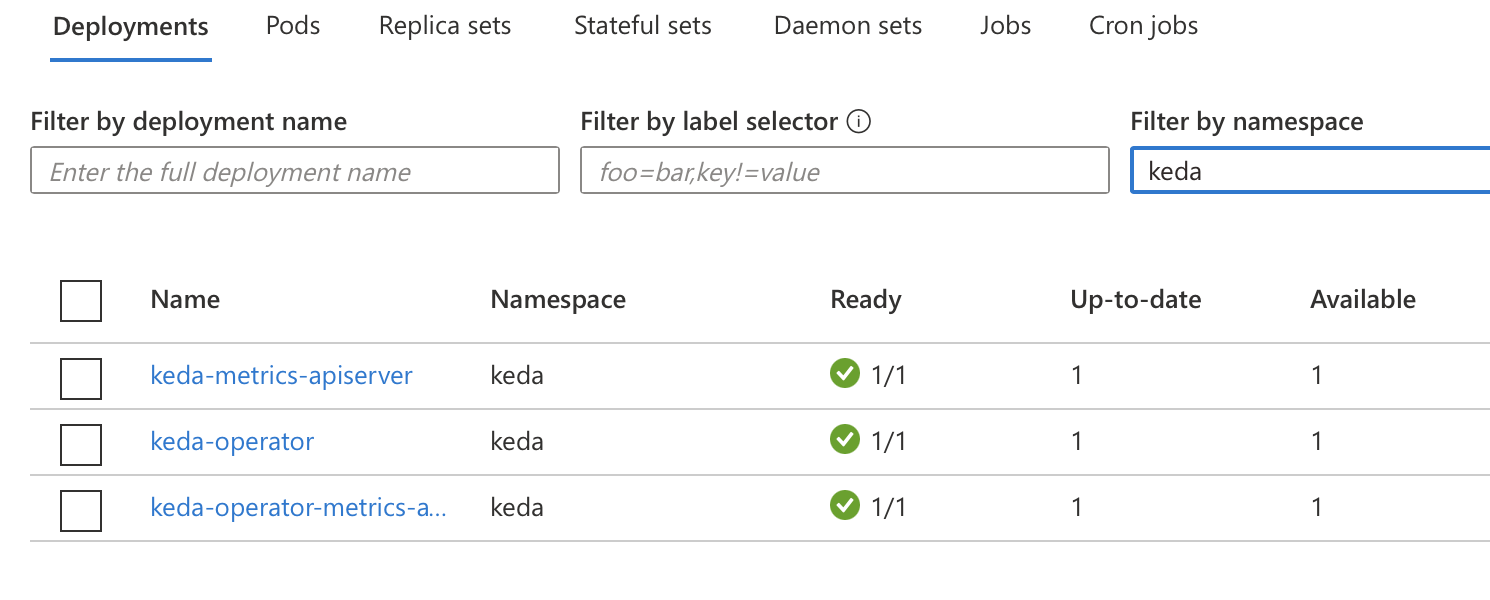 Deployments Pods Replica sets Stateful sets Daemon sets Jobs Cron jobs
Filter by deployment name Filter by label selector Filter by namespace
Enter the full deployment name foo=bar,key!=value keda
Name Namespace Ready Up-to-date Available
keda-metrics-apiserver keda 1/1 1 1
keda-operator keda 1/1 1 1
keda-operator-metrics-a... keda 1/1 1 1